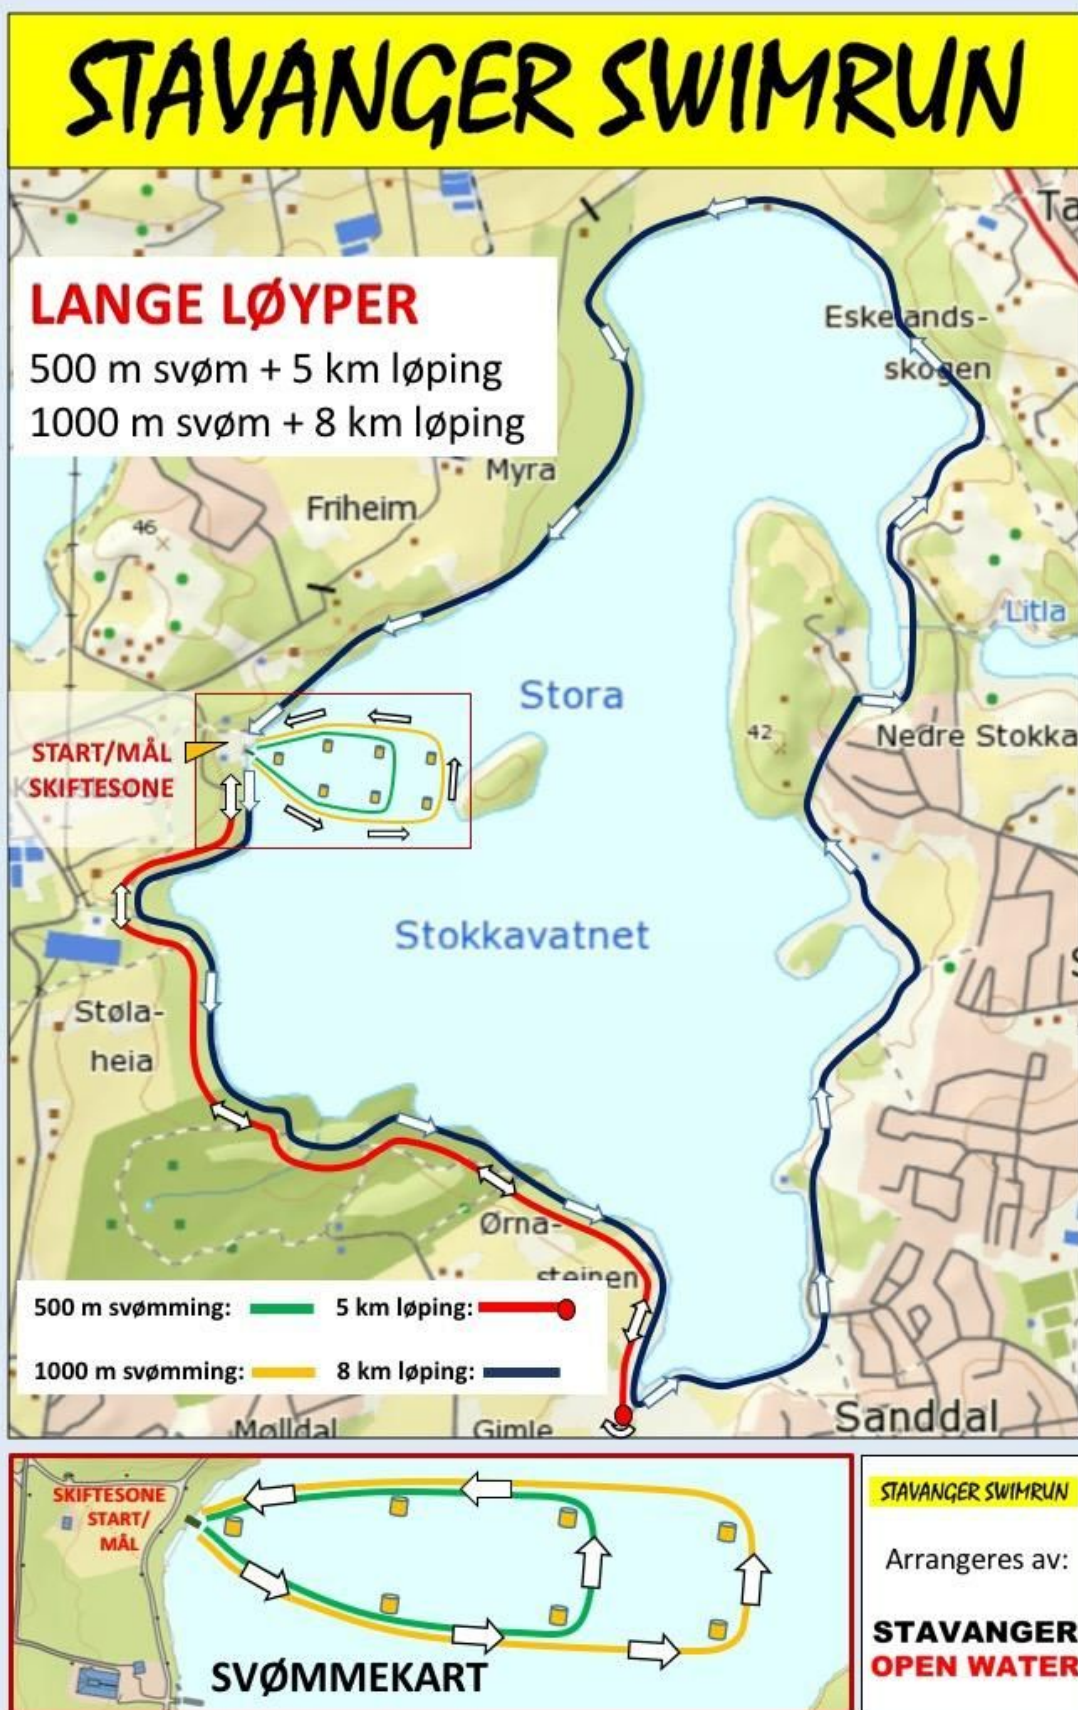 STAVANGER SWIMRUN
LANGE LØYPER
500 m svøm + 5 km løping
1000 m svøm + 8 km løping
Eskelands-
skogen
Myra
Friheim
46
Litla
Stora
42
Nedre Stokka
START/MÅL
SKIFTESONE
Stokkavatnet
Støla-
heia
Ørna-
steinen
500 m svømming:
5 km løping:
1000 m svømming:
8 km løping:
Mølldal
Gimle
Sanddal
SKIFTESONE
START/
MÅL
SVØMMEKART
STAVANGER SWIMRUN
Arrangeres av:
STAVANGER
OPEN WATER